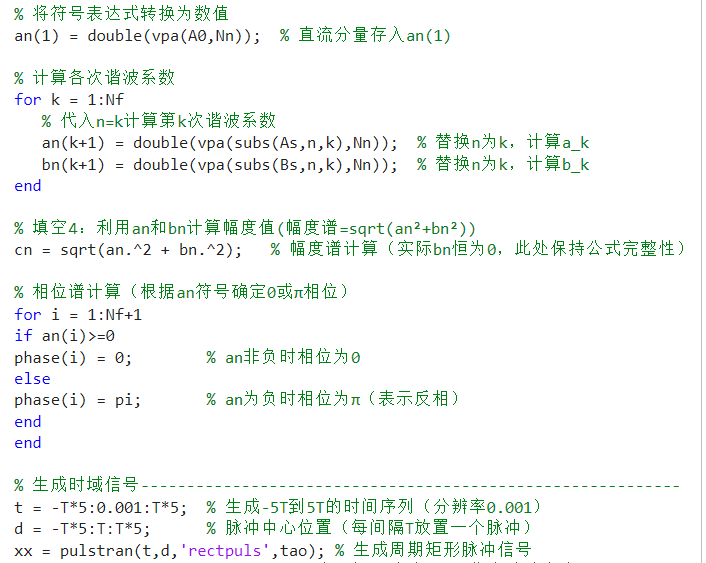 % 将符号表达式转换为数值
an(1) = double(vpa(A0,Nn));  % 直流分量存入an(1)
% 计算各次谐波系数
for k = 1:Nf
% 代入n=k计算第k次谐波系数
an(k+1) = double(vpa(subs(As,n,k),Nn));  % 替换n为k，计算a_k
bn(k+1) = double(vpa(subs(Bs,n,k),Nn));  % 替换n为k，计算b_k
end
% 填空4：利用an和bn计算幅度值(幅度谱=sqrt(an²+bn²))
cn = sqrt(an.^2 + bn.^2);   % 幅度谱计算（实际bn恒为0，此处保持公式完整性）
% 相位谱计算（根据an符号确定0或π相位）
for i = 1:Nf+1
if an(i)>=0
phase(i) = 0;        % an非负时相位为0
else
phase(i) = pi;       % an为负时相位为π（表示反相）
end
end
% 生成时域信号-----------------------------------------------------------
t = -T*5:0.001:T*5;  % 生成-5T到5T的时间序列（分辨率0.001）
d = -T*5:T:T*5;      % 脉冲中心位置（每间隔T放置一个脉冲）
xx = pulstran(t,d,'rectpuls',tao); % 生成周期矩形脉冲信号